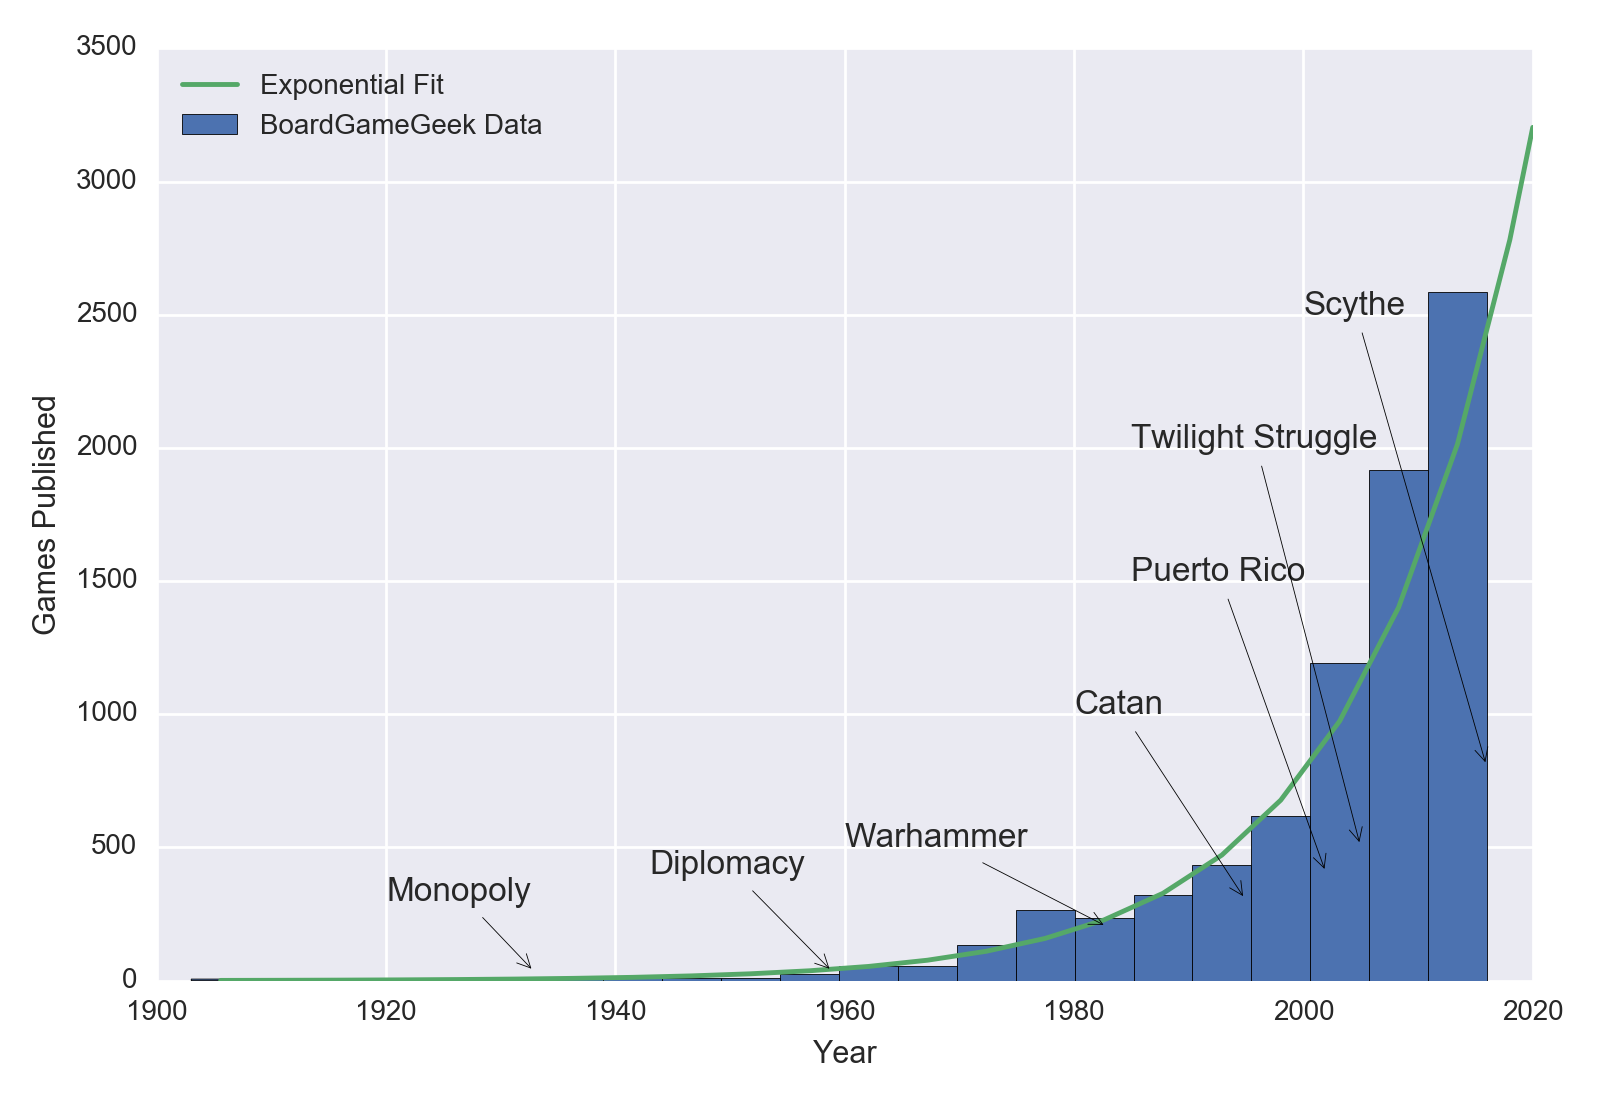 3500
3000
2500
2000
1500
1000
500
0
Games Published
Exponential Fit
BoardGameGeek Data
Scythe
Twilight Struggle
Puerto Rico
Catan
Warhammer
Diplomacy
Monopoly
1900 1920 1940 1960 1980 2000 2020
Year